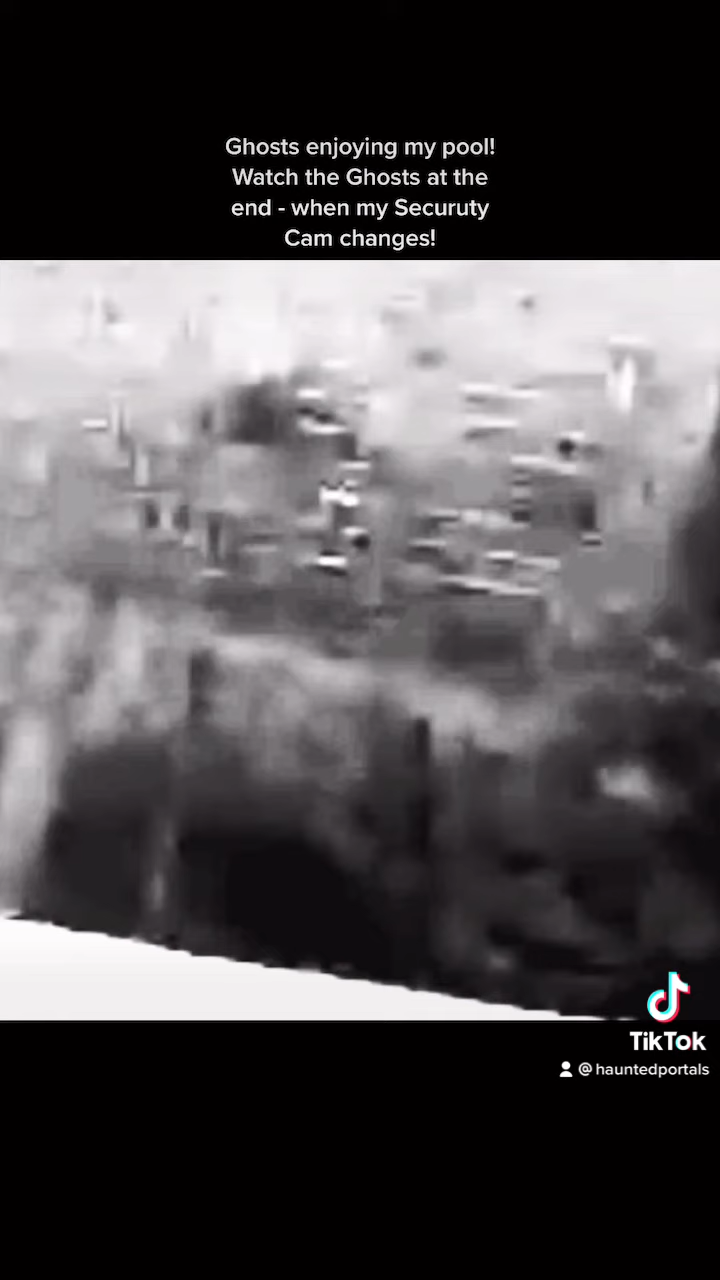 Ghosts enjoying my pool!
Watch the Ghosts at the
end - when my Securuty
Cam changes!
TikTok
@hauntedportals